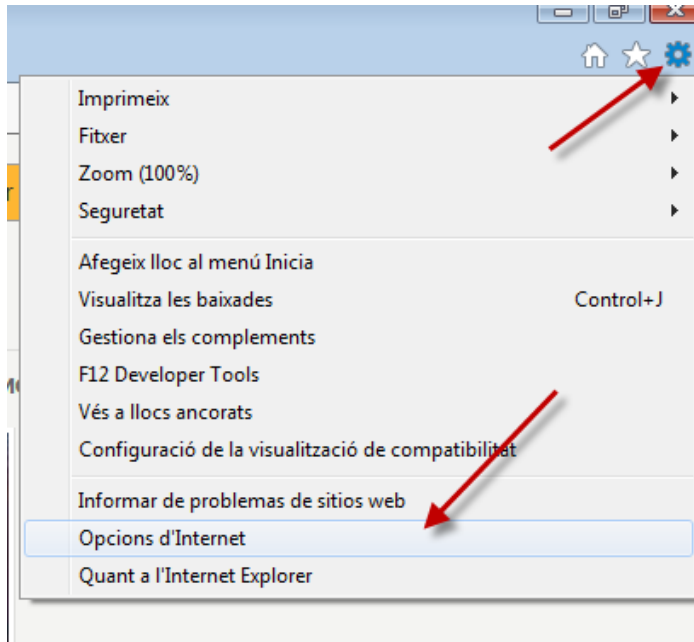 Imprimeix
Fitxer
Zoom (100%)
Seguretat
Afegeix lloc al menú Inicia
Visualitza les baixades Control+J
Gestiona els complements
F12 Developer Tools
Vés a llocs ancorats
Configuració de la visualització de compatibilitat
Informar de problemas de sitios web
Opcions d'Internet
Quant a l'Internet Explorer